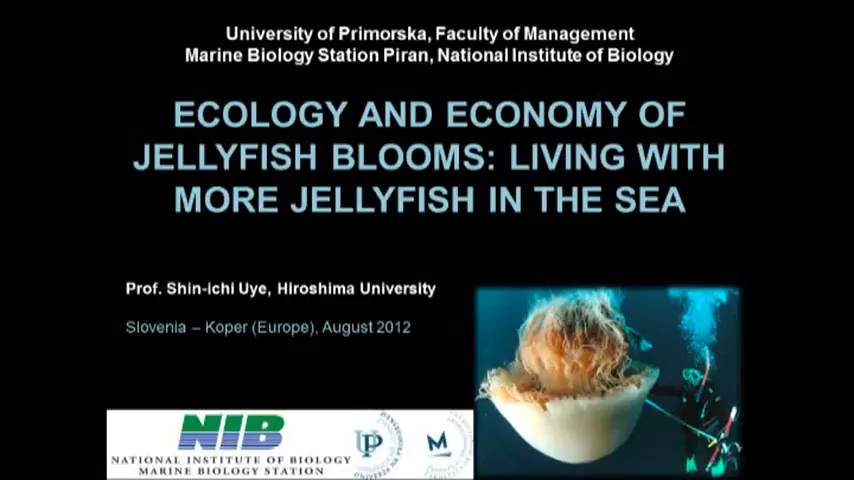 University of Primorska, Faculty of Management
Marine Biology Station Piran, National Institute of Biology
ECOLOGY AND ECONOMY OF
JELLYFISH BLOOMS: LIVING WITH
MORE JELLYFISH IN THE SEA
Prof. Shin-ichi Uye, Hiroshima University
Slovenia – Koper (Europe), August 2012
NIB
NATIONAL INSTITUTE OF BIOLOGY
MARINE BIOLOGY STATION
UP
M